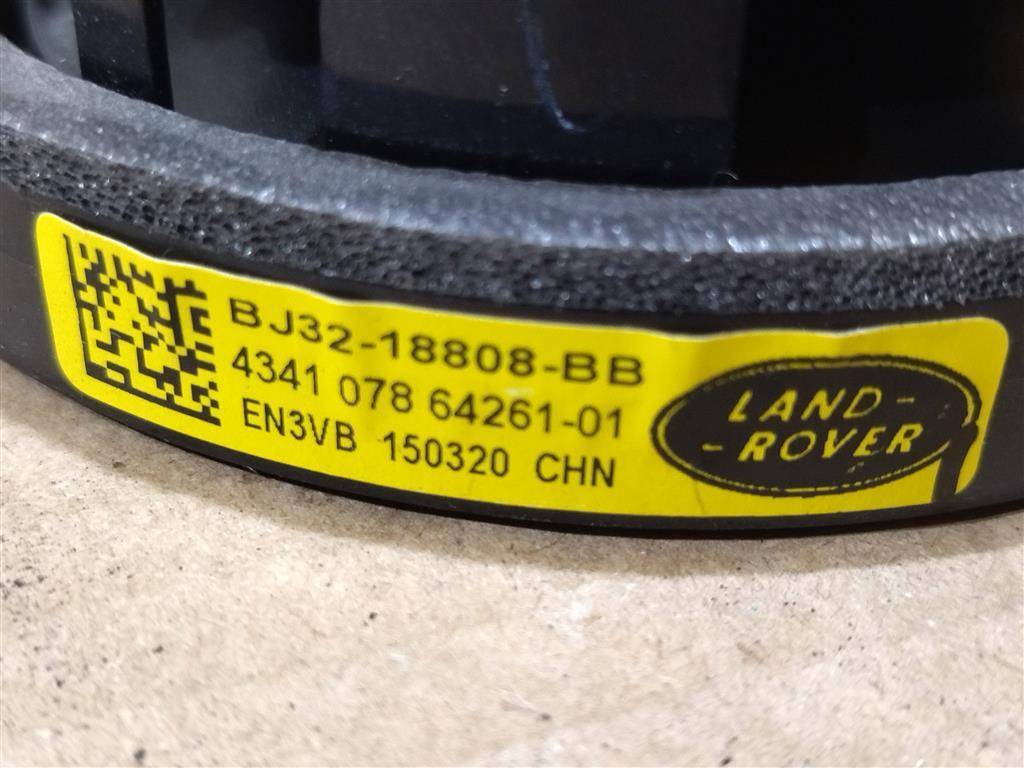 BJ32-18808-BB
4341 078 64261-01
EN3VB 150320 CHN
LAND-
-ROVER